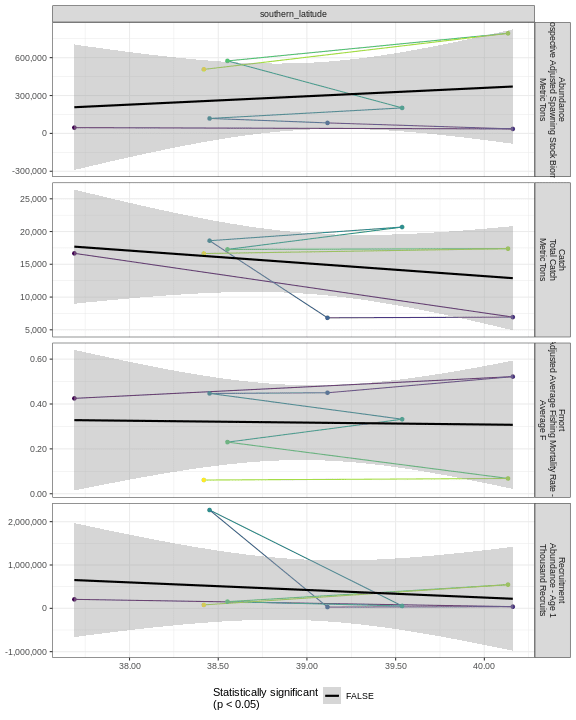 southern_latitude
600,000
300,000
0
-300,000
Abundance
ospective Adjusted Spawning Stock Biom
Metric Tons
25,000
20,000
15,000
10,000
5,000
Catch
Total Catch
Metric Tons
0.60
0.40
0.20
0.00
Fmort
Adjusted Average Fishing Mortality Rate -
Average F
2,000,000
1,000,000
0
-1,000,000
Recruitment
Abundance - Age 1
Thousand Recruits
38.00
38.50
39.00
39.50
40.00
Statistically significant
(p < 0.05)
FALSE